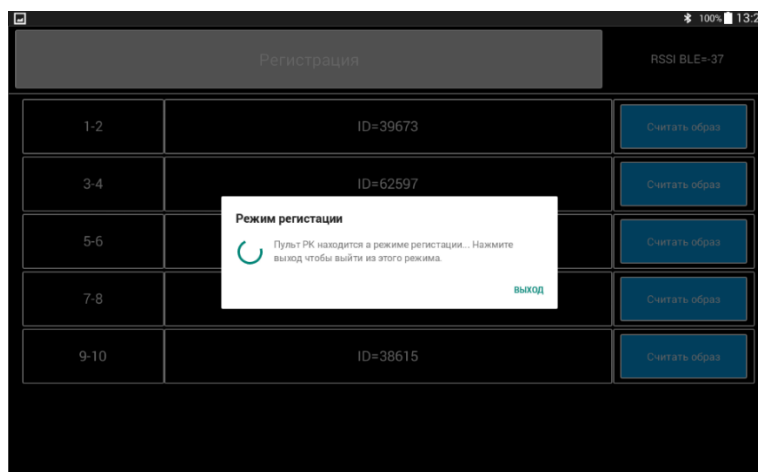 100% 13:2
Регистрация
RSSI BLE=-37
1-2 ID=39673 Считать образ
3-4 ID=62597 Считать образ
Режим регистации
5-6 Считать образ
Пульт РК находится а режиме регистации... Нажмите
выход чтобы выйти из этого режима.
ВЫХОД
7-8 Считать образ
9-10 ID=38615 Считать образ